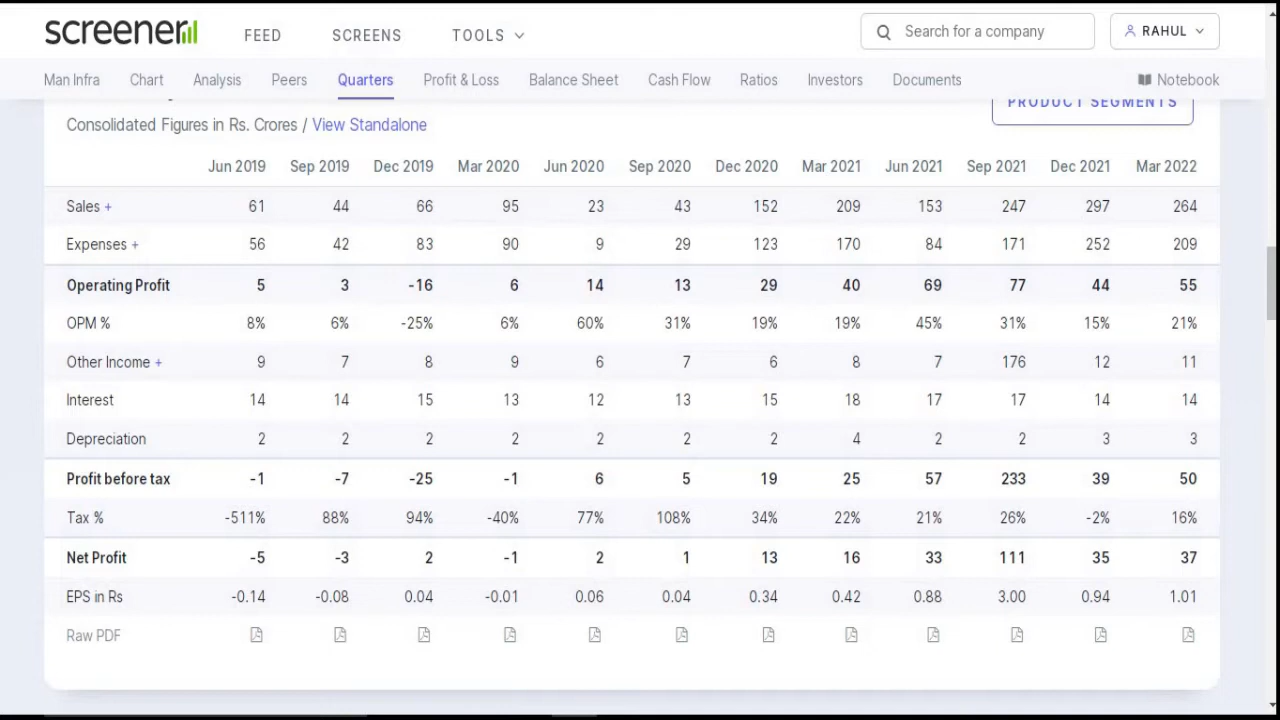 screener FEED SCREENS TOOLS Search for a company RAHUL
Man Infra Chart Analysis Peers Quarters Profit & Loss Balance Sheet Cash Flow Ratios Investors Documents Notebook
PRODUCT SEGMENTS
Consolidated Figures in Rs. Crores / View Standalone
Jun 2019 Sep 2019 Dec 2019 Mar 2020 Jun 2020 Sep 2020 Dec 2020 Mar 2021 Jun 2021 Sep 2021 Dec 2021 Mar 2022
Sales + 61 44 66 95 23 43 152 209 153 247 297 264
Expenses + 56 42 83 90 9 29 123 170 84 171 252 209
Operating Profit 5 3 -16 6 14 13 29 40 69 77 44 55
OPM % 8% 6% -25% 6% 60% 31% 19% 19% 45% 31% 15% 21%
Other Income + 9 7 8 9 6 7 6 8 7 176 12 11
Interest 14 14 15 13 12 13 15 18 17 17 14 14
Depreciation 2 2 2 2 2 2 2 4 2 2 3 3
Profit before tax -1 -7 -25 -1 6 5 19 25 57 233 39 50
Tax % -511% 88% 94% -40% 77% 108% 34% 22% 21% 26% -2% 16%
Net Profit -5 -3 2 -1 2 1 13 16 33 111 35 37
EPS in Rs -0.14 -0.08 0.04 -0.01 0.06 0.04 0.34 0.42 0.88 3.00 0.94 1.01
Raw PDF